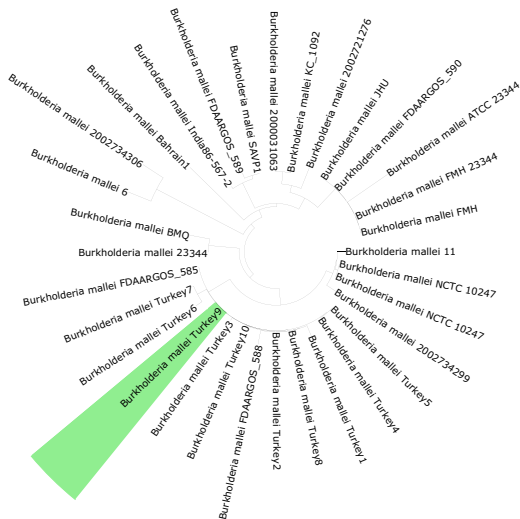 Burkholderia mallei 11
Burkholderia mallei FMH
Burkholderia mallei FMH 23344
Burkholderia mallei ATCC 23344
Burkholderia mallei FDAARGOS_590
Burkholderia mallei JHU
Burkholderia mallei 2002721276
Burkholderia mallei KC_1092
Burkholderia mallei 2000031063
Burkholderia mallei SAVP1
Burkholderia mallei FDAARGOS_589
Burkholderia mallei India86-567-2
Burkholderia mallei Bahrain1
Burkholderia mallei 2002734306
Burkholderia mallei 6
Burkholderia mallei BMQ
Burkholderia mallei 23344
Burkholderia mallei FDAARGOS_585
Burkholderia mallei Turkey7
Burkholderia mallei Turkey6
Burkholderia mallei Turkey9
Burkholderia mallei Turkey3
Burkholderia mallei Turkey10
Burkholderia mallei FDAARGOS_588
Burkholderia mallei Turkey2
Burkholderia mallei Turkey8
Burkholderia mallei Turkey1
Burkholderia mallei Turkey4
Burkholderia mallei Turkey5
Burkholderia mallei 2002734299
Burkholderia mallei NCTC 10247
Burkholderia mallei NCTC 10247